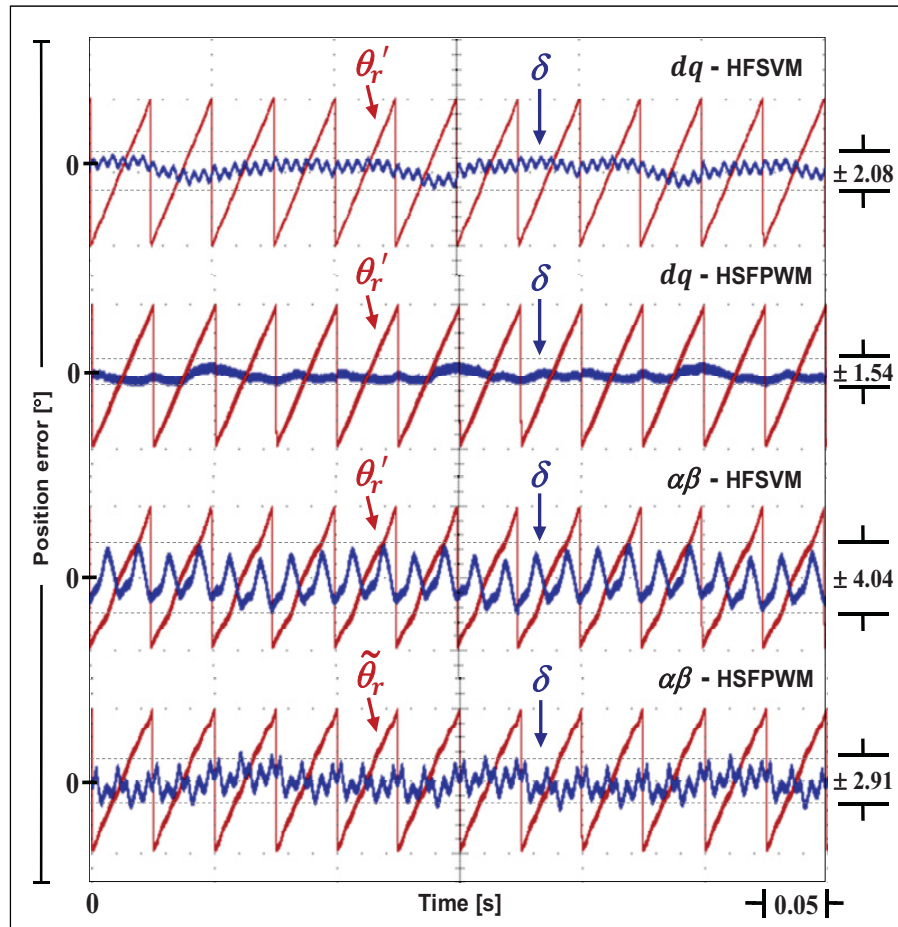 θᵣ′ δ dq - HFSVM
0 ± 2.08
θᵣ′ δ dq - HSFPWM
0 ± 1.54
θᵣ′ δ αβ - HFSVM
0 ± 4.04
θ̃ᵣ δ αβ - HSFPWM
0 ± 2.91
Position error [°]
0 Time [s] 0.05